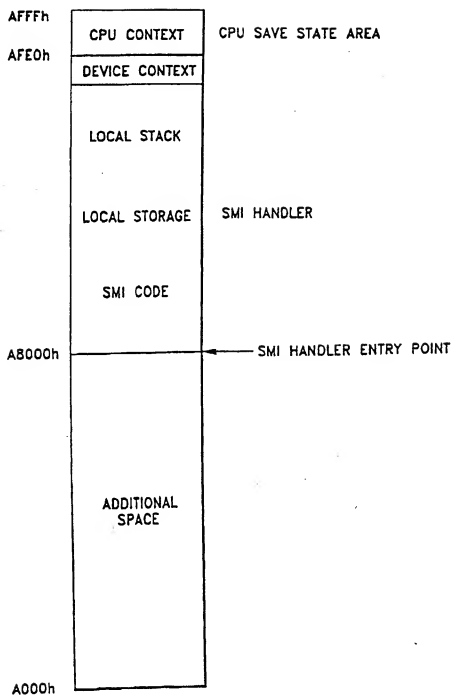 AFFFh
CPU CONTEXT
CPU SAVE STATE AREA
AFE0h
DEVICE CONTEXT
LOCAL STACK
LOCAL STORAGE
SMI HANDLER
SMI CODE
A8000h
SMI HANDLER ENTRY POINT
ADDITIONAL
SPACE
A000h